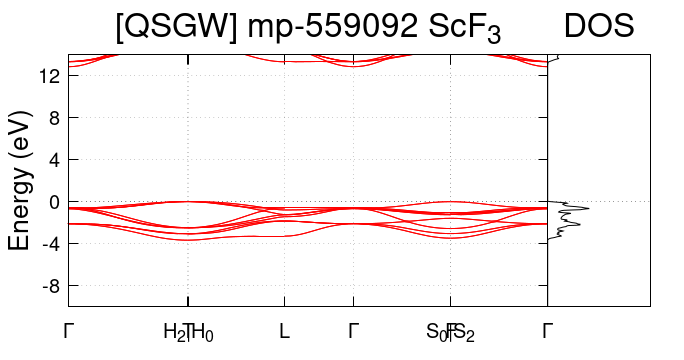 [QSGW] mp-559092 ScF3 DOS
Energy (eV)
12
8
4
0
-4
-8
Γ H2 T H0 L Γ S0 F S2 Γ